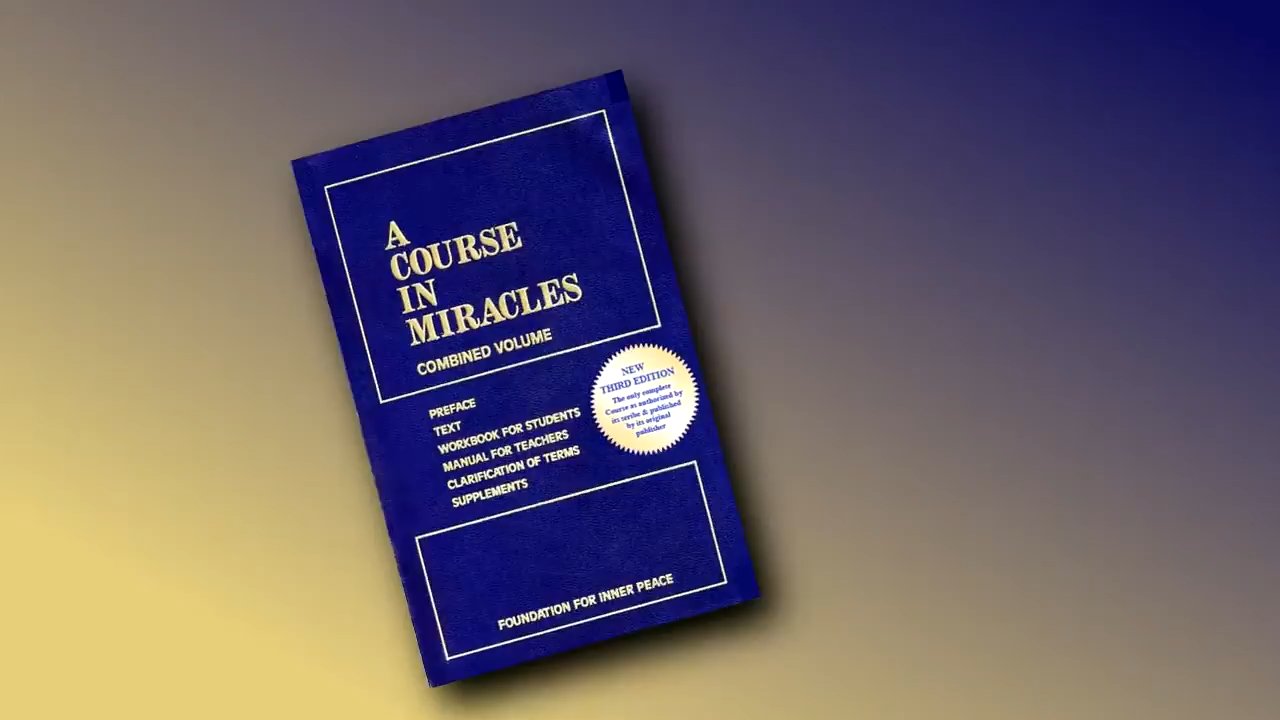 A
COURSE
IN
MIRACLES
COMBINED VOLUME
PREFACE
TEXT
WORKBOOK FOR STUDENTS
MANUAL FOR TEACHERS
CLARIFICATION OF TERMS
SUPPLEMENTS
NEW
THIRD EDITION
The only complete
Course as authorized by
its scribe & published
by its original
publisher
FOUNDATION FOR INNER PEACE